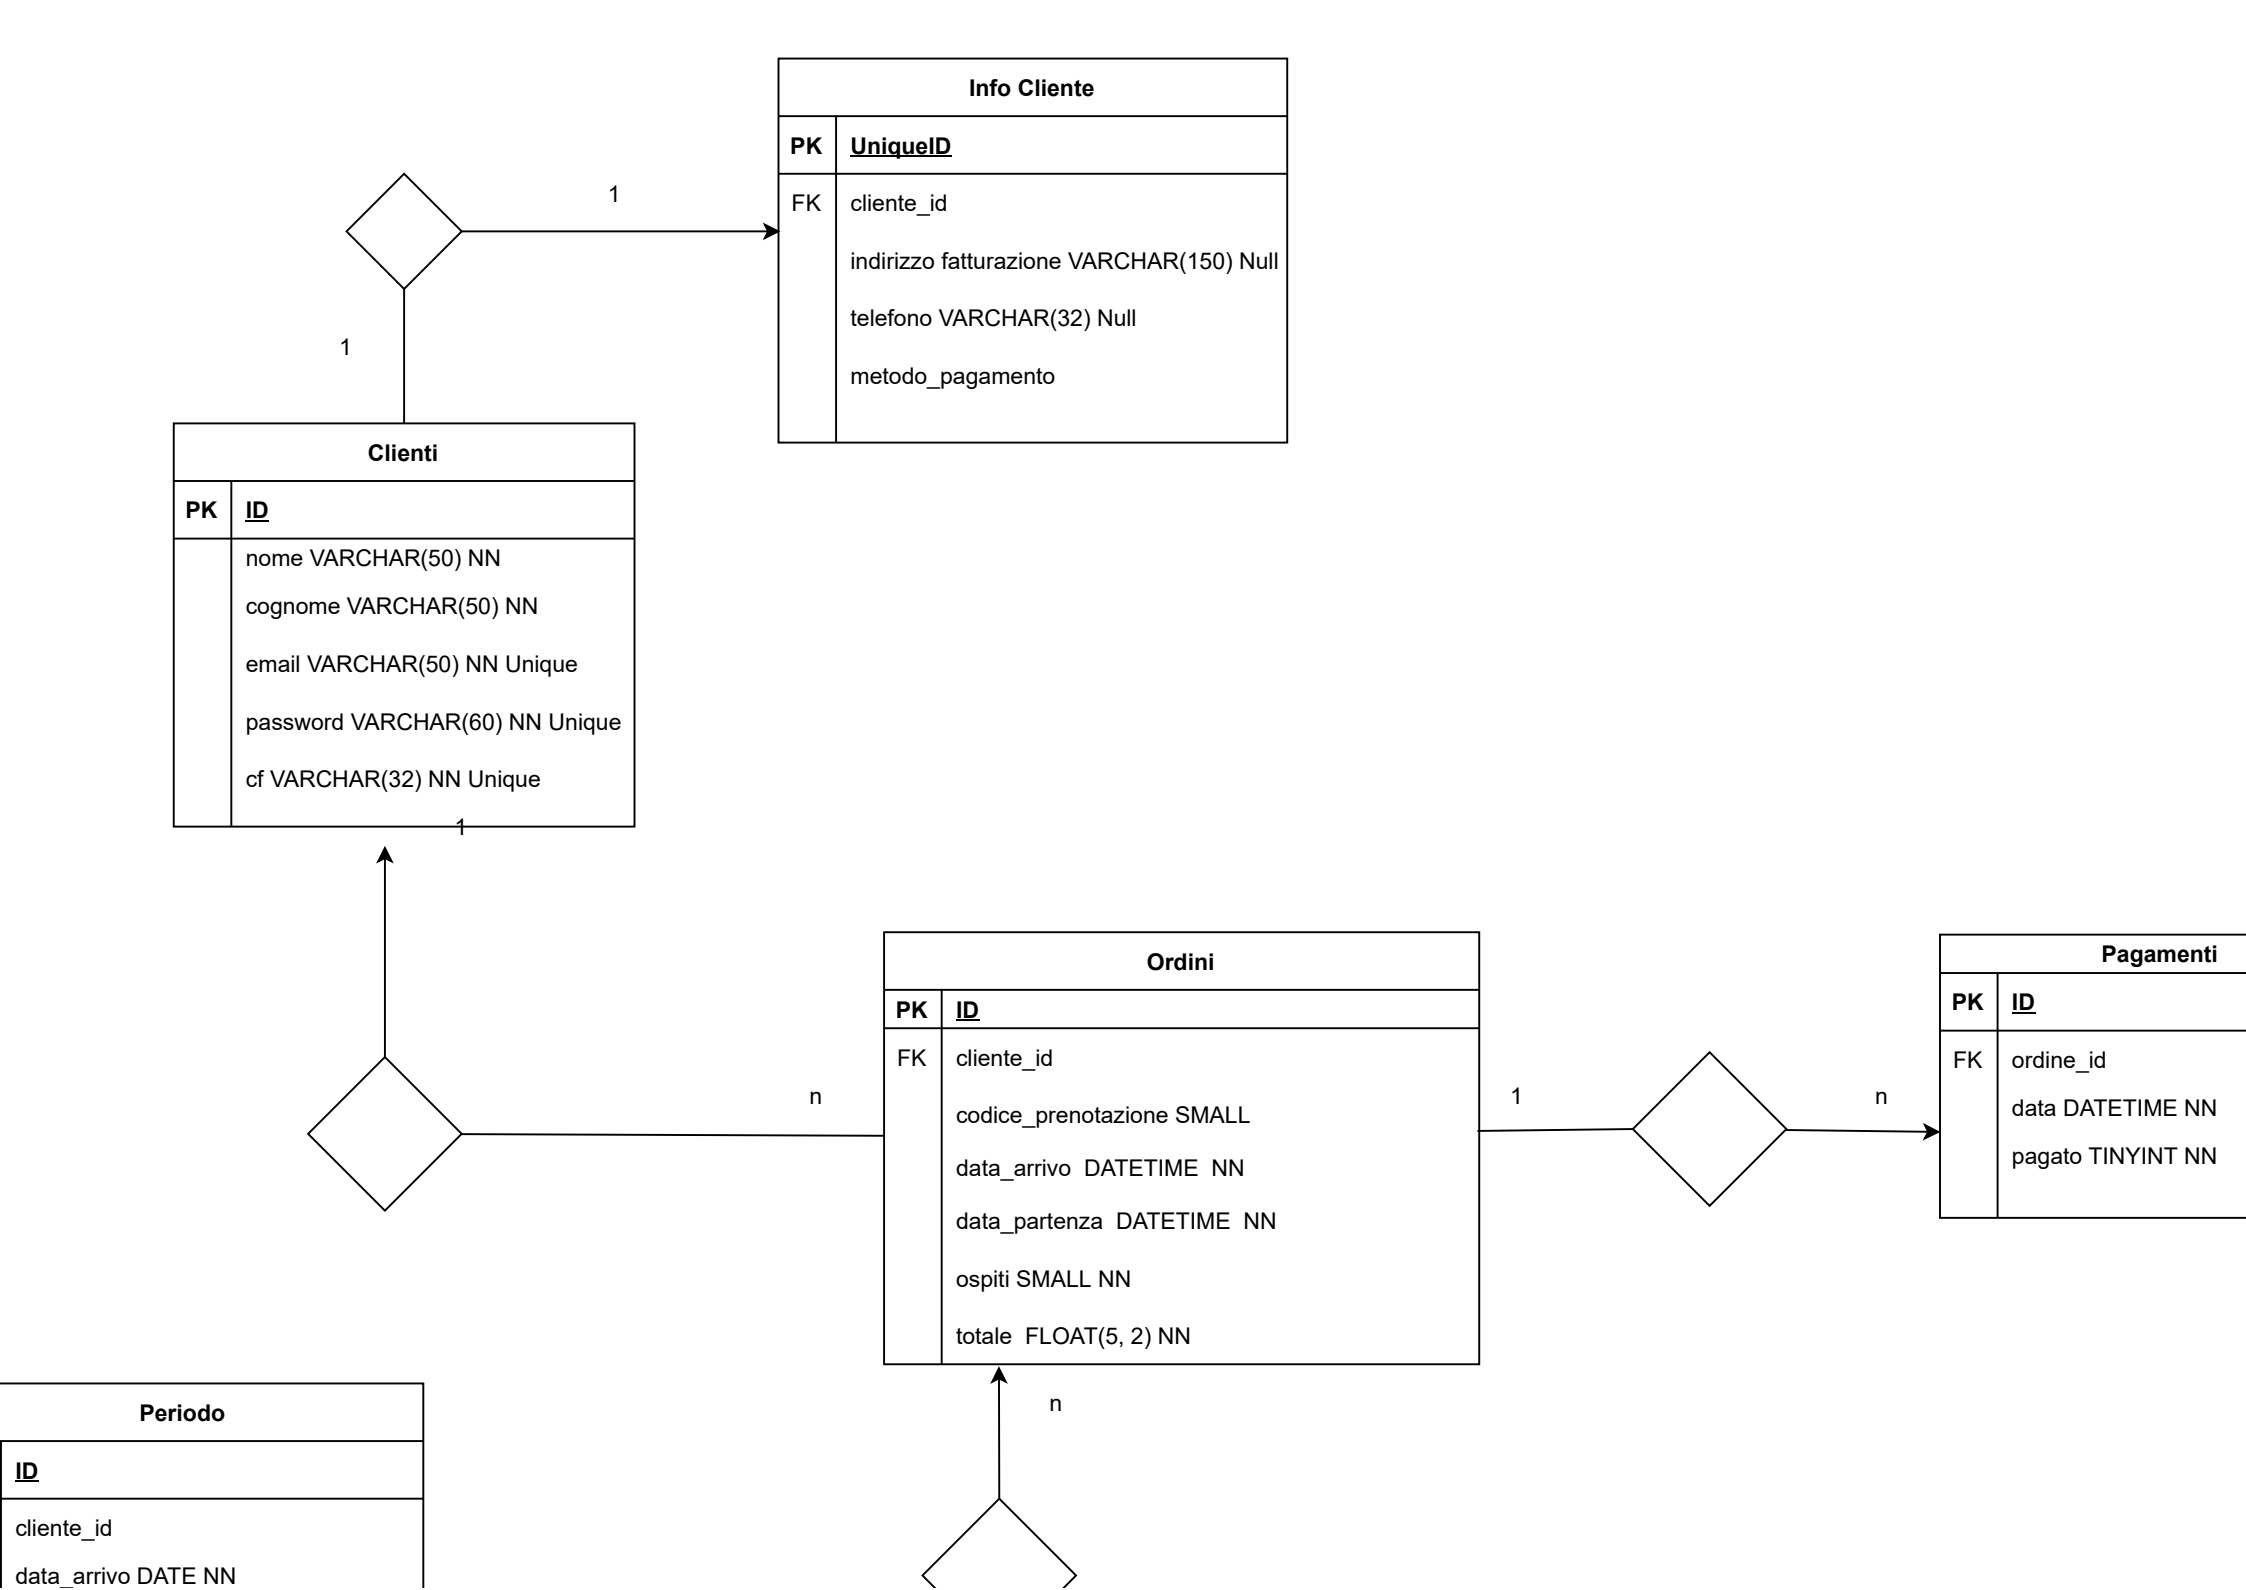 Info Cliente
PK UniqueID
FK cliente_id
indirizzo fatturazione VARCHAR(150) Null
telefono VARCHAR(32) Null
metodo_pagamento
1
1
Clienti
PK ID
nome VARCHAR(50) NN
cognome VARCHAR(50) NN
email VARCHAR(50) NN Unique
password VARCHAR(60) NN Unique
cf VARCHAR(32) NN Unique
1
n
Ordini
PK ID
FK cliente_id
codice_prenotazione SMALL
data_arrivo DATETIME NN
data_partenza DATETIME NN
ospiti SMALL NN
totale FLOAT(5, 2) NN
1
n
Pagamenti
PK ID
FK ordine_id
data DATETIME NN
pagato TINYINT NN
n
Periodo
ID
cliente_id
data_arrivo DATE NN